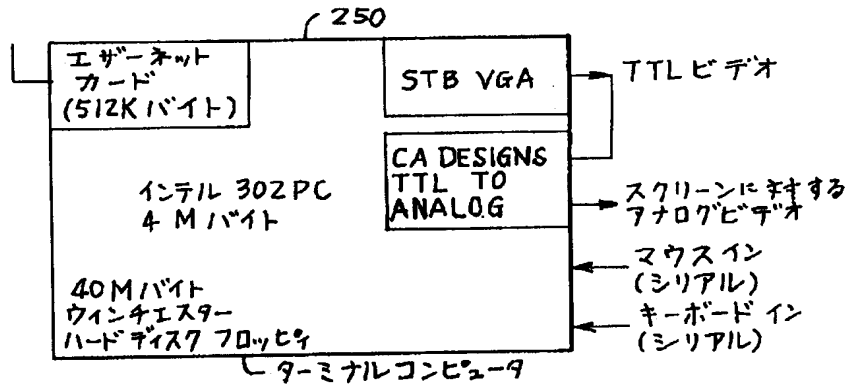 250
エザーネット
カード
(512Kバイト)
STB VGA
TTLビデオ
CA DESIGNS
TTL TO
ANALOG
インテル 302PC
4 Mバイト
スクリーンに対する
アナログビデオ
マウスイン
(シリアル)
40Mバイト
ウィンチェスター
ハードディスク フロッピィ
キーボードイン
(シリアル)
ターミナルコンピュータ